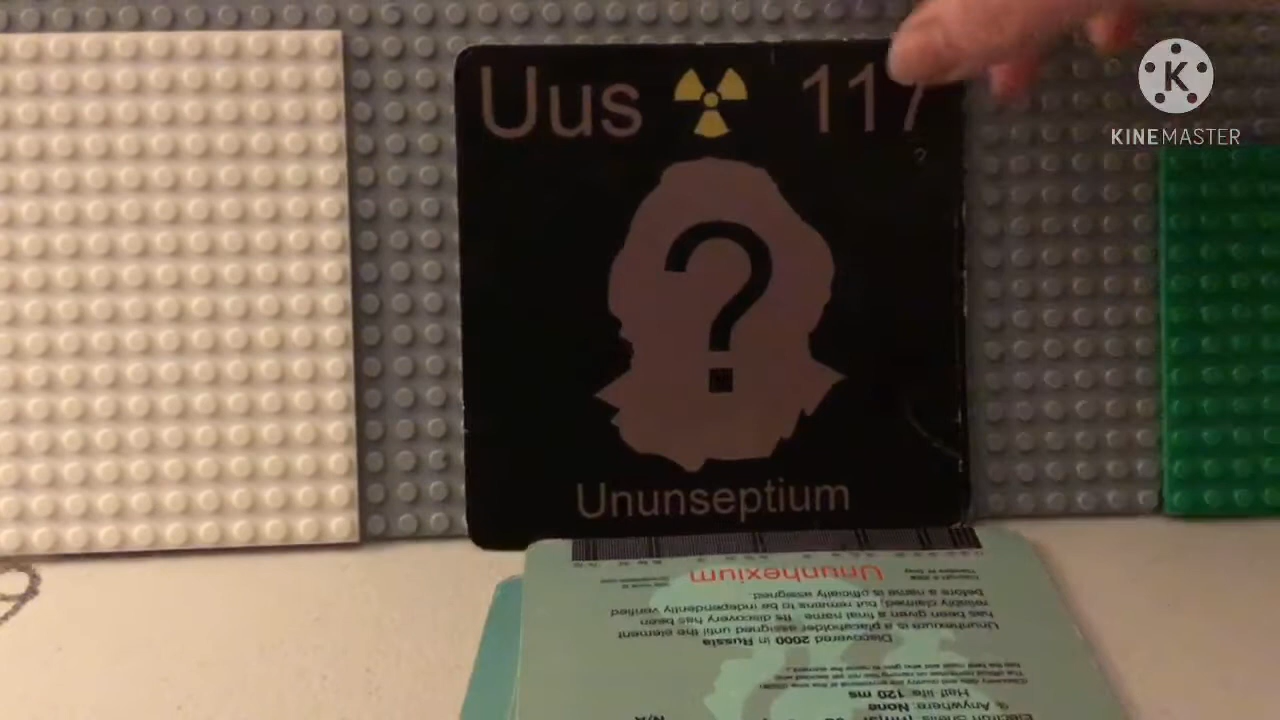 Uus 117
?
?
Ununseptium
KINEMASTER
K
Ununhexium
Discovered 2000 in Russia
Ununhexium is a placeholder assigned until the element
has been given a final name. Its discovery has been
reliably claimed, but remains to be independently verified
before a name is officially assigned.
% Anywhere: None
Half life: 120 ms
N/A